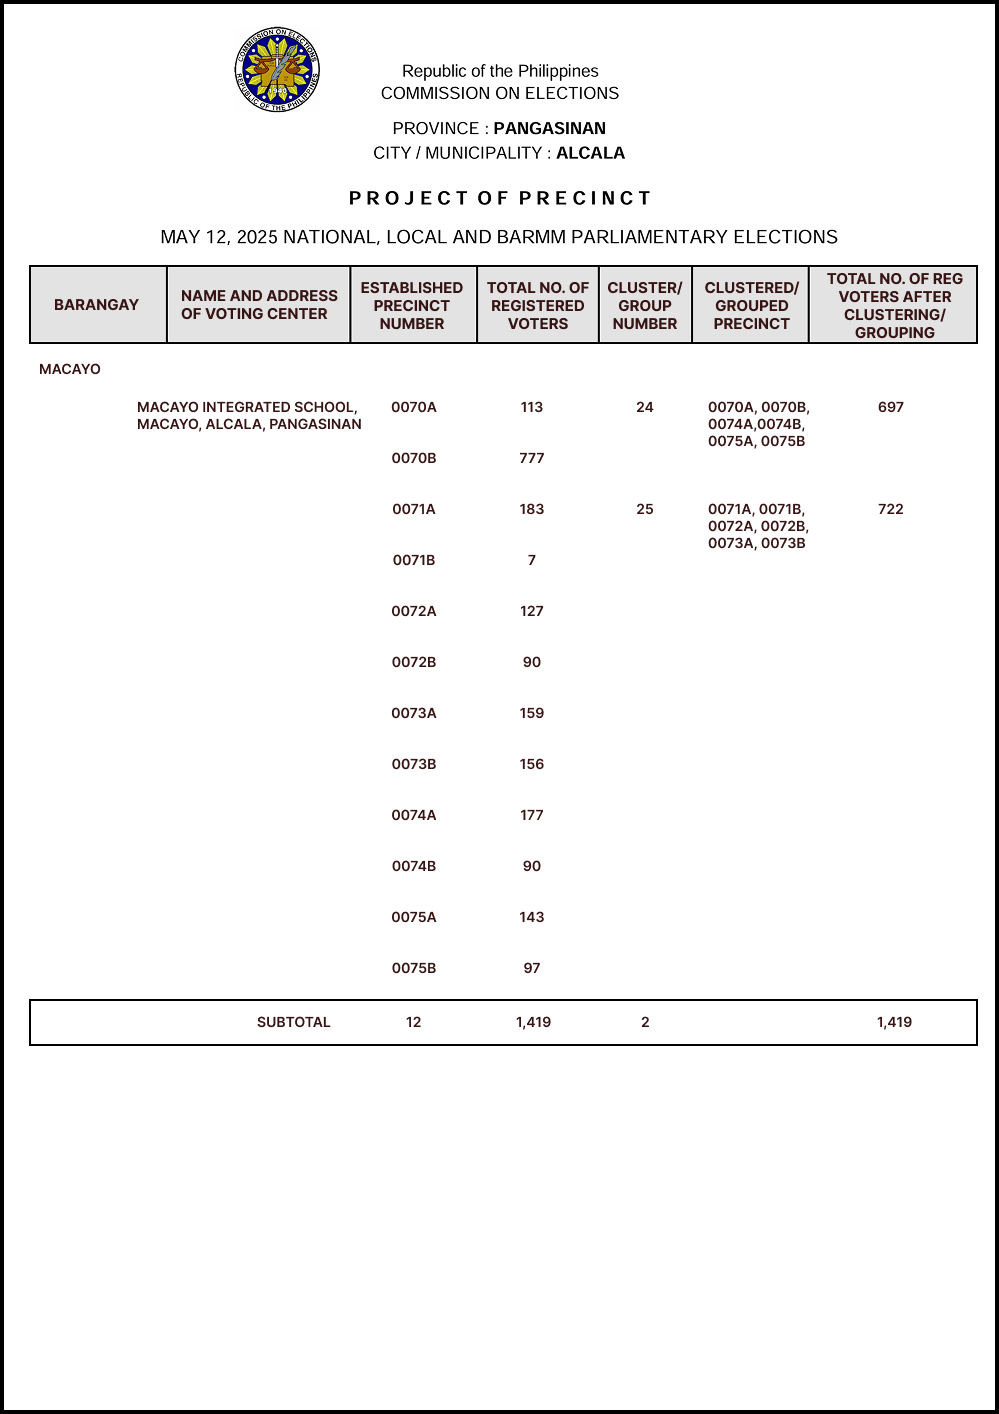 COMMISSION ON ELECTIONS
1940
REPUBLIC OF THE PHILIPPINES
Republic of the Philippines
COMMISSION ON ELECTIONS
PROVINCE : PANGASINAN
CITY / MUNICIPALITY : ALCALA
PROJECT OF PRECINCT
MAY 12, 2025 NATIONAL, LOCAL AND BARMM PARLIAMENTARY ELECTIONS
BARANGAY
NAME AND ADDRESS
OF VOTING CENTER
ESTABLISHED
PRECINCT
NUMBER
TOTAL NO. OF
REGISTERED
VOTERS
CLUSTER/
GROUP
NUMBER
CLUSTERED/
GROUPED
PRECINCT
TOTAL NO. OF REG
VOTERS AFTER
CLUSTERING/
GROUPING
MACAYO
MACAYO INTEGRATED SCHOOL, 0070A 113 24 0070A, 0070B, 697
MACAYO, ALCALA, PANGASINAN 0074A,0074B,
0075A, 0075B
0070B 777
0071A 183 25 0071A, 0071B, 722
0072A, 0072B,
0073A, 0073B
0071B 7
0072A 127
0072B 90
0073A 159
0073B 156
0074A 177
0074B 90
0075A 143
0075B 97
SUBTOTAL 12 1,419 2 1,419